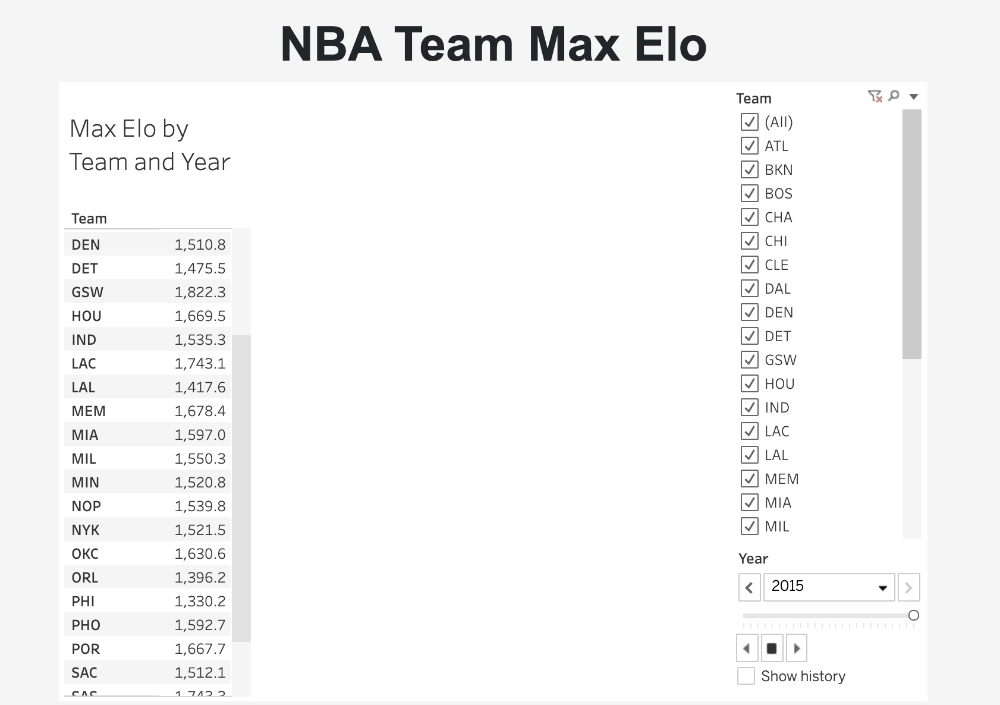 NBA Team Max Elo
Max Elo by
Team and Year
Team
DEN 1,510.8
DET 1,475.5
GSW 1,822.3
HOU 1,669.5
IND 1,535.3
LAC 1,743.1
LAL 1,417.6
MEM 1,678.4
MIA 1,597.0
MIL 1,550.3
MIN 1,520.8
NOP 1,539.8
NYK 1,521.5
OKC 1,630.6
ORL 1,396.2
PHI 1,330.2
PHO 1,592.7
POR 1,667.7
SAC 1,512.1
SAS
Team
(All)
ATL
BKN
BOS
CHA
CHI
CLE
DAL
DEN
DET
GSW
HOU
IND
LAC
LAL
MEM
MIA
MIL
Year
2015
Show history